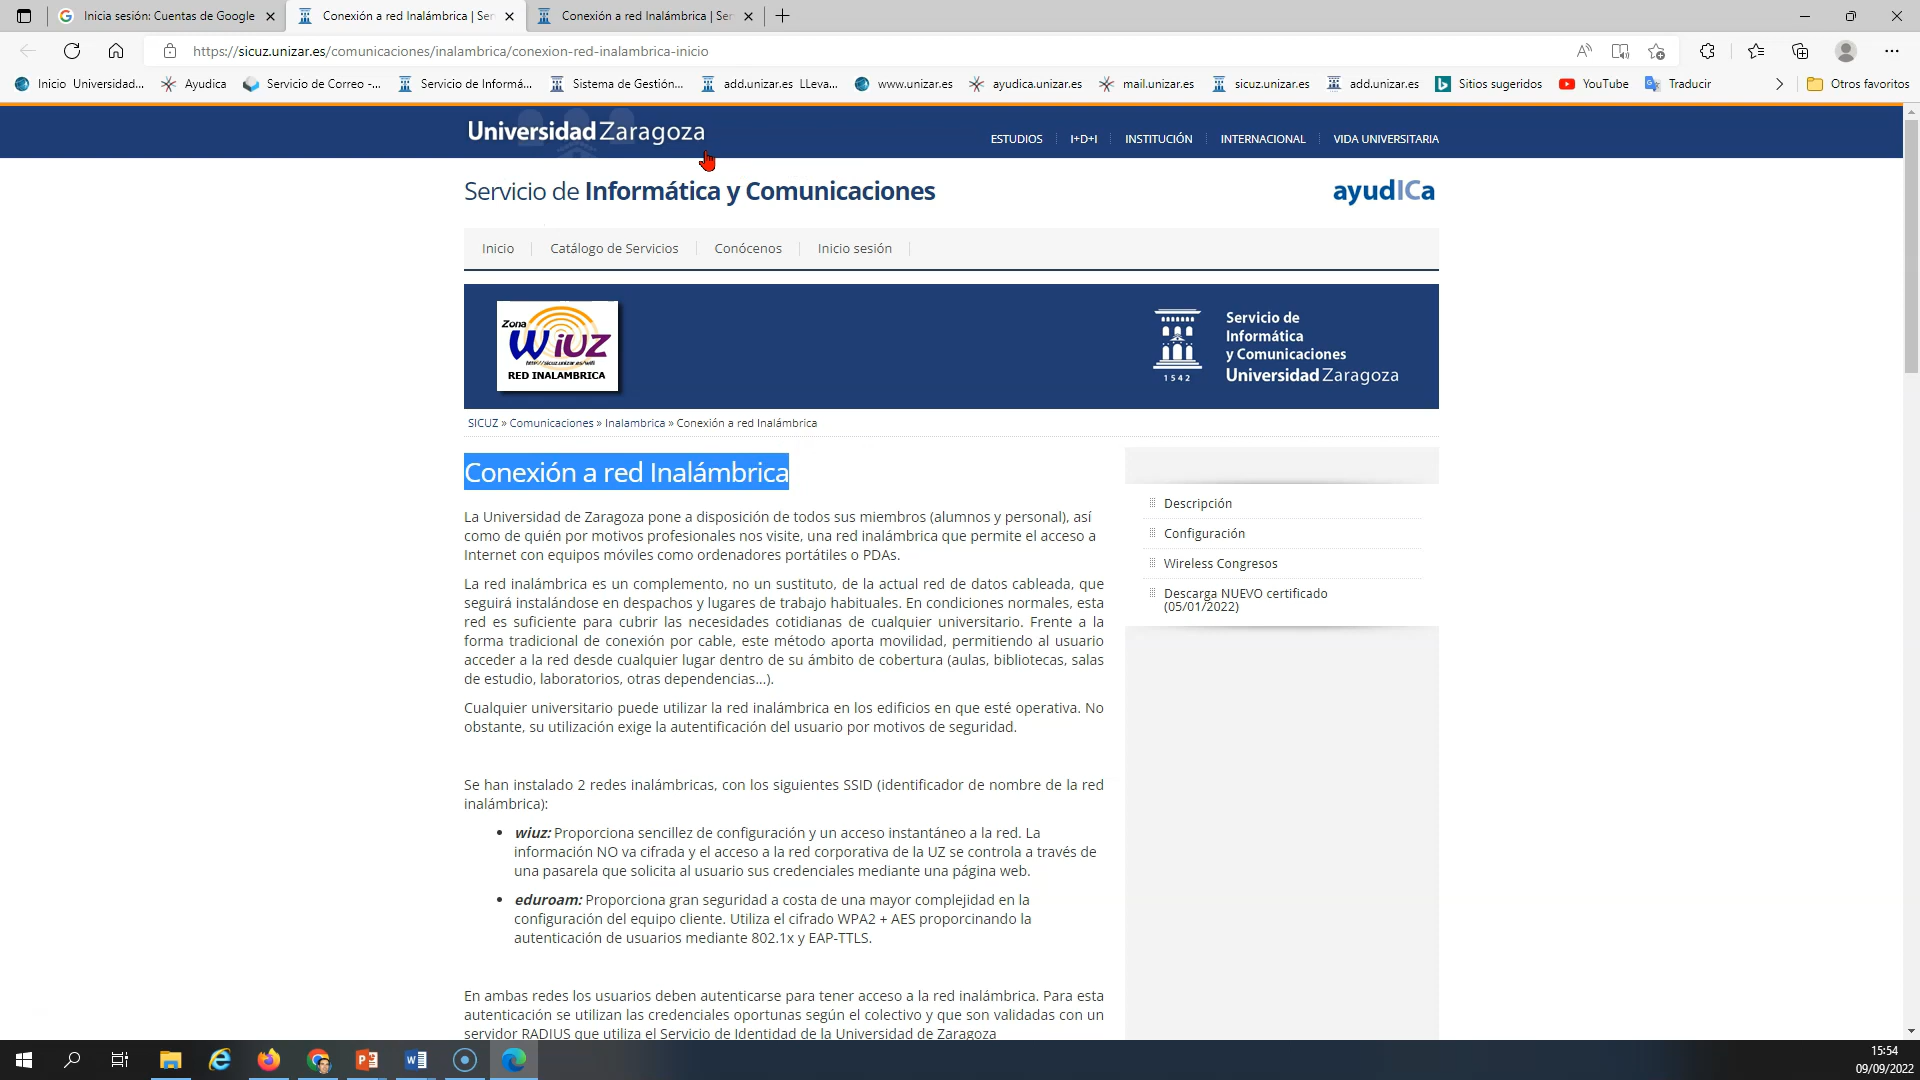 Inicia sesión: Cuentas de Google
Conexión a red Inalámbrica | Ser
Conexión a red Inalámbrica | Ser
https://sicuz.unizar.es/comunicaciones/inalambrica/conexion-red-inalambrica-inicio
Inicio Universidad... Ayudica Servicio de Correo -... Servicio de Informá... Sistema de Gestión... add.unizar.es LLeva... www.unizar.es ayudica.unizar.es mail.unizar.es sicuz.unizar.es add.unizar.es Sitios sugeridos YouTube Traducir Otros favoritos
Universidad Zaragoza
ESTUDIOS I+D+I INSTITUCIÓN INTERNACIONAL VIDA UNIVERSITARIA
Servicio de Informática y Comunicaciones
ayudICa
Inicio Catálogo de Servicios Conócenos Inicio sesión
Zona
WiUZ
http://sicuz.unizar.es/wifi
RED INALAMBRICA
1542
Servicio de
Informática
y Comunicaciones
Universidad Zaragoza
SICUZ » Comunicaciones » Inalambrica » Conexión a red Inalámbrica
Conexión a red Inalámbrica
La Universidad de Zaragoza pone a disposición de todos sus miembros (alumnos y personal), así
como de quién por motivos profesionales nos visite, una red inalámbrica que permite el acceso a
Internet con equipos móviles como ordenadores portátiles o PDAs.
La red inalámbrica es un complemento, no un sustituto, de la actual red de datos cableada, que
seguirá instalándose en despachos y lugares de trabajo habituales. En condiciones normales, esta
red es suficiente para cubrir las necesidades cotidianas de cualquier universitario. Frente a la
forma tradicional de conexión por cable, este método aporta movilidad, permitiendo al usuario
acceder a la red desde cualquier lugar dentro de su ámbito de cobertura (aulas, bibliotecas, salas
de estudio, laboratorios, otras dependencias...).
Cualquier universitario puede utilizar la red inalámbrica en los edificios en que esté operativa. No
obstante, su utilización exige la autentificación del usuario por motivos de seguridad.
Se han instalado 2 redes inalámbricas, con los siguientes SSID (identificador de nombre de la red
inalámbrica):
• wiuz: Proporciona sencillez de configuración y un acceso instantáneo a la red. La
información NO va cifrada y el acceso a la red corporativa de la UZ se controla a través de
una pasarela que solicita al usuario sus credenciales mediante una página web.
• eduroam: Proporciona gran seguridad a costa de una mayor complejidad en la
configuración del equipo cliente. Utiliza el cifrado WPA2 + AES proporcinando la
autenticación de usuarios mediante 802.1x y EAP-TTLS.
En ambas redes los usuarios deben autenticarse para tener acceso a la red inalámbrica. Para esta
autenticación se utilizan las credenciales oportunas según el colectivo y que son validadas con un
servidor RADIUS que utiliza el Servicio de Identidad de la Universidad de Zaragoza
Descripción
Configuración
Wireless Congresos
Descarga NUEVO certificado
(05/01/2022)
15:54
09/09/2022